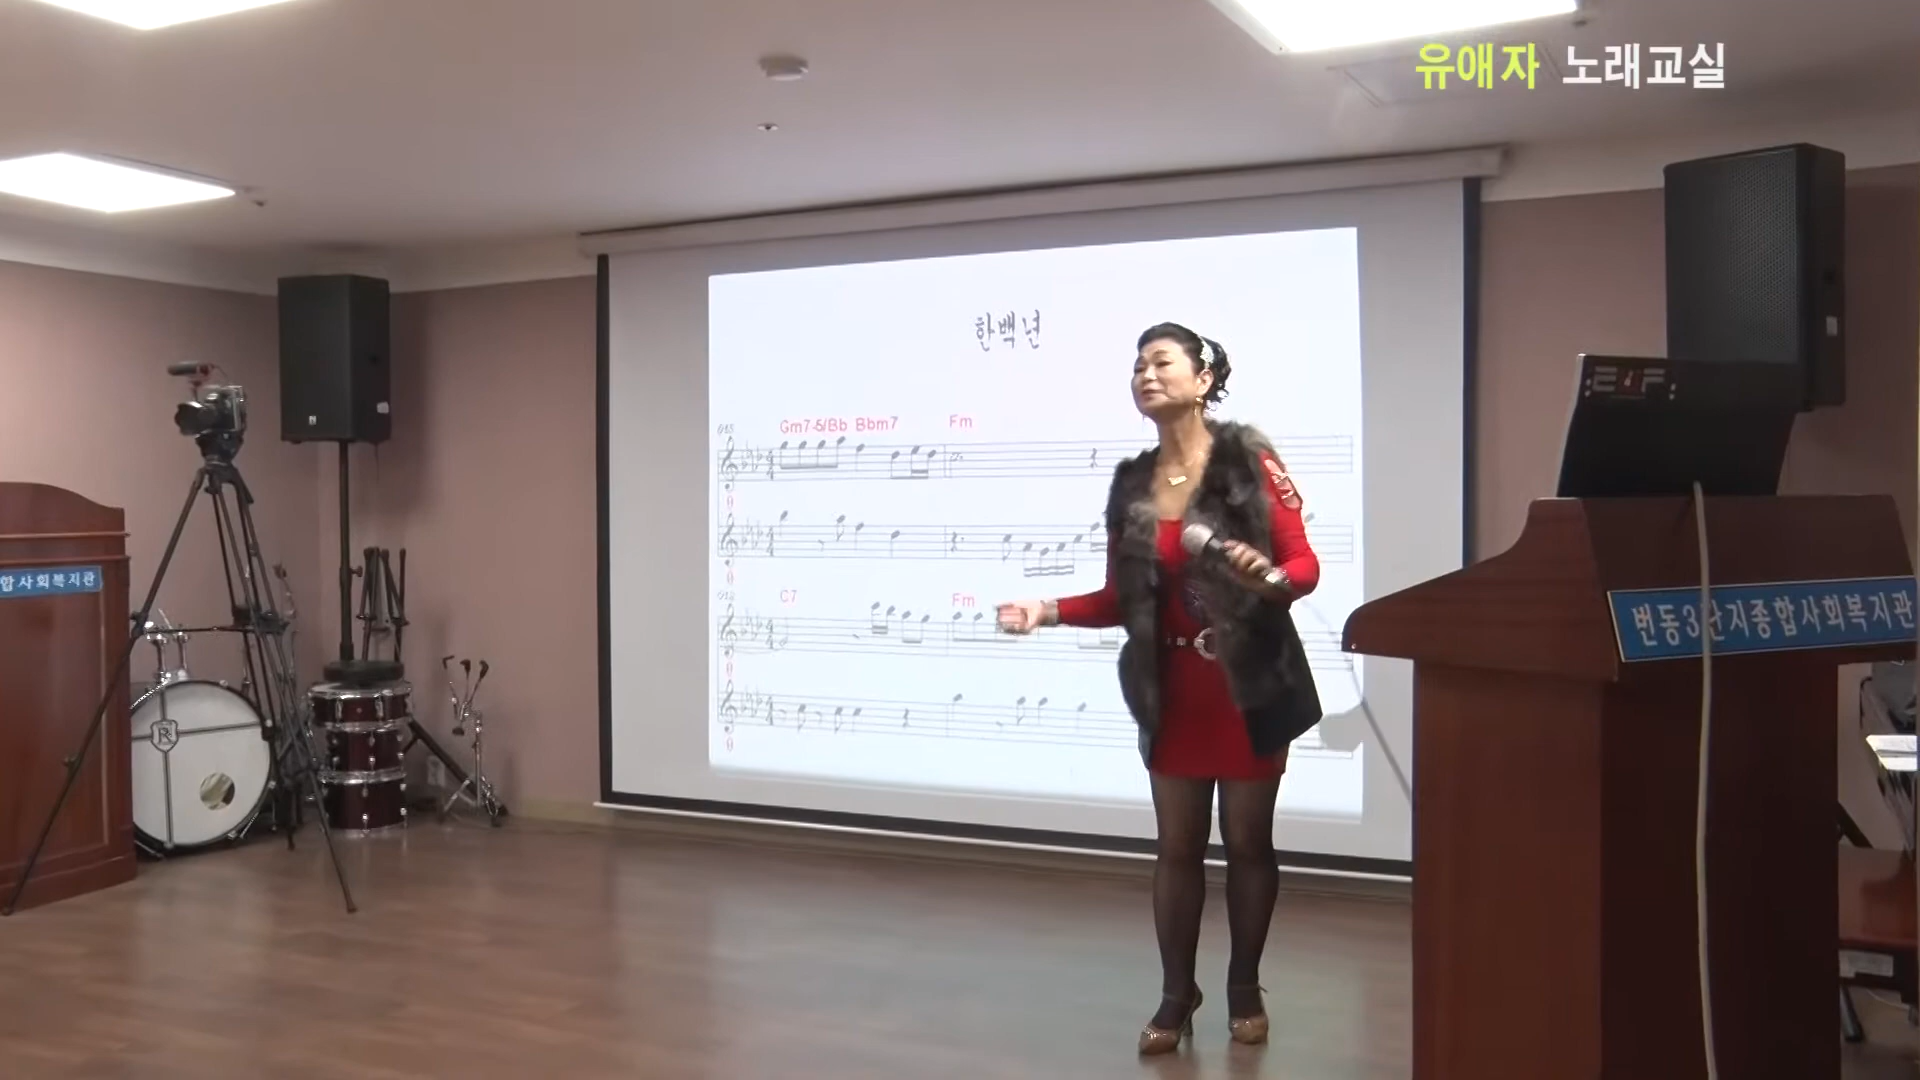 유애자 노래교실
한백년
Gm7-5/Bb Bbm7 Fm
C7 Fm
합사회복지관
번동3단지종합사회복지관